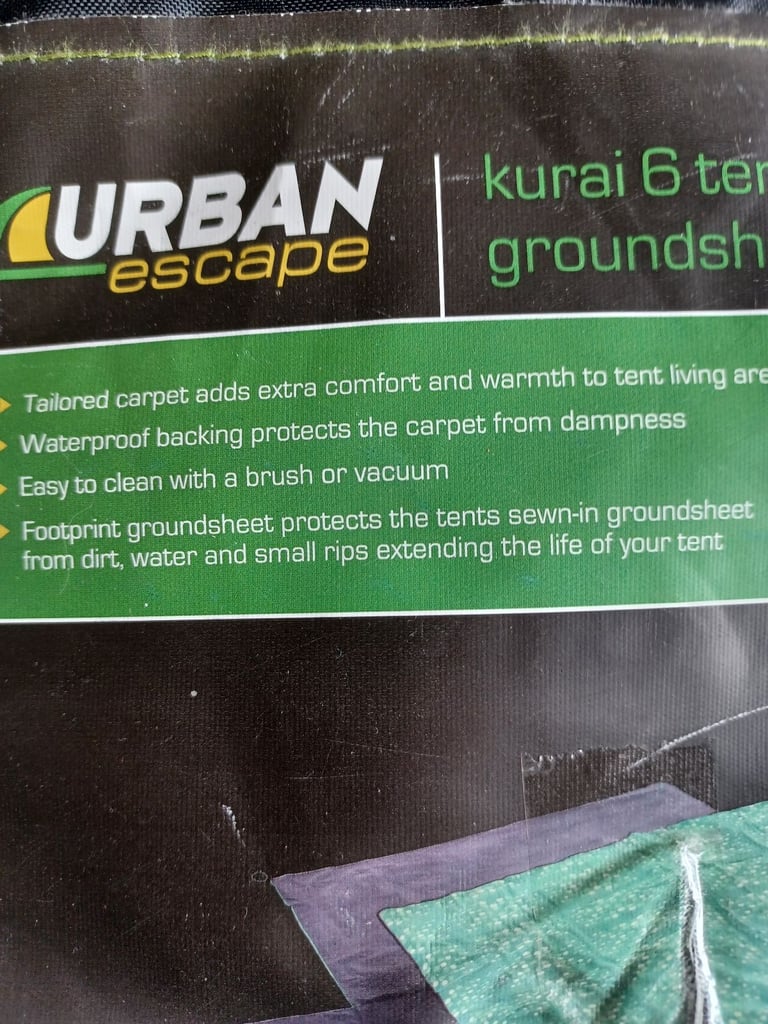 URBAN
escape
kurai 6 ten
groundsh
Tailored carpet adds extra comfort and warmth to tent living are
Waterproof backing protects the carpet from dampness
Easy to clean with a brush or vacuum
Footprint groundsheet protects the tents sewn-in groundsheet
from dirt, water and small rips extending the life of your tent